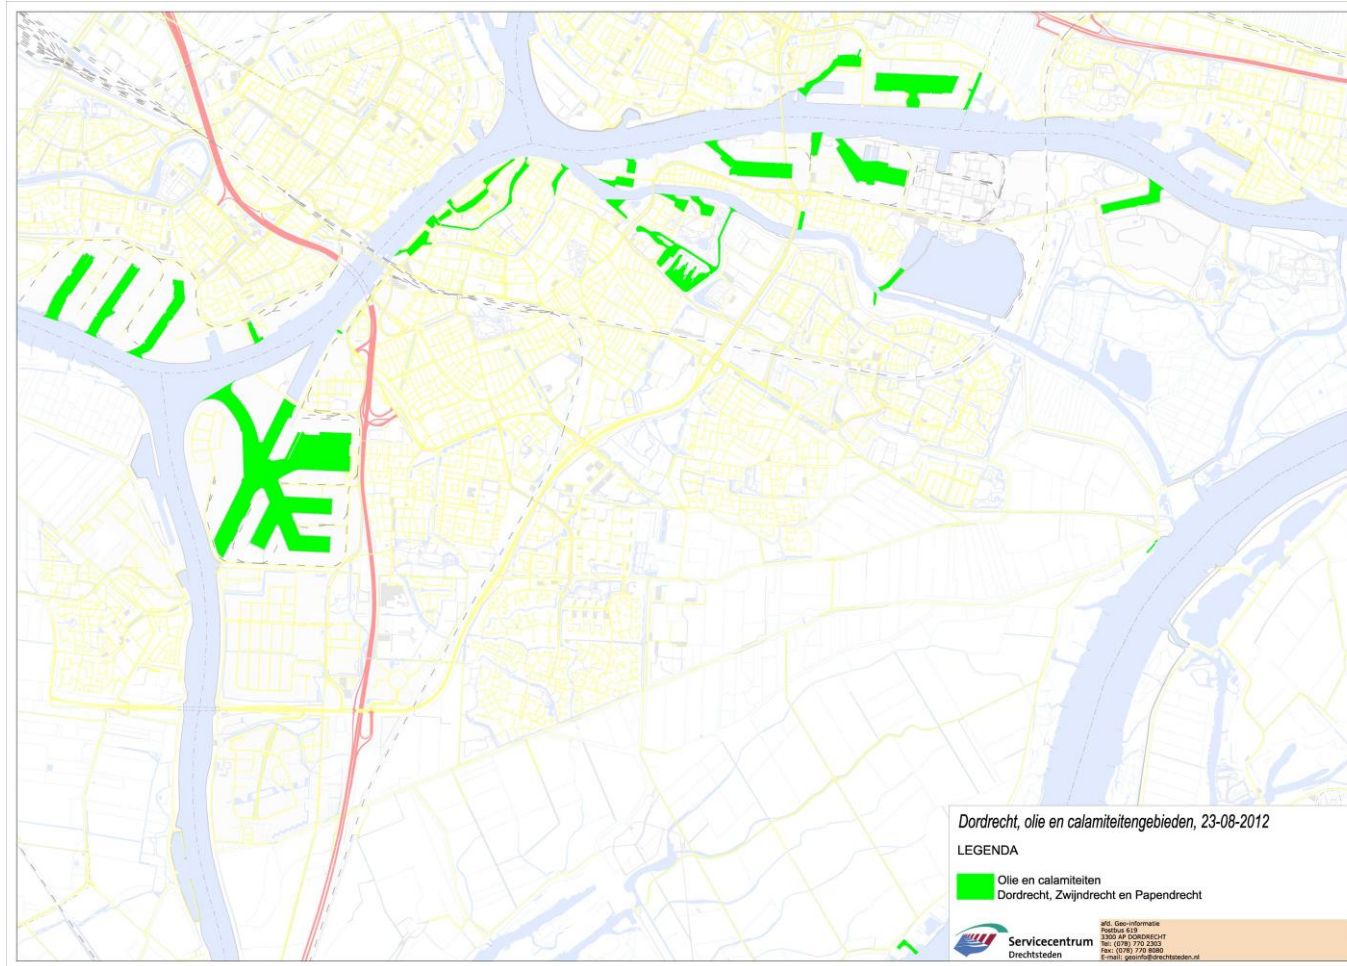 Dordrecht, olie en calamiteitengebieden, 23-08-2012
LEGENDA
Olie en calamiteiten
Dordrecht, Zwijndrecht en Papendrecht
Servicecentrum
Drechtsteden
afd. Geo-informatie
Postbus 619
3300 AP DORDRECHT
Tel: (078) 770 2303
Fax: (078) 770 8080
E-mail: geoinfo@drechtsteden.nl